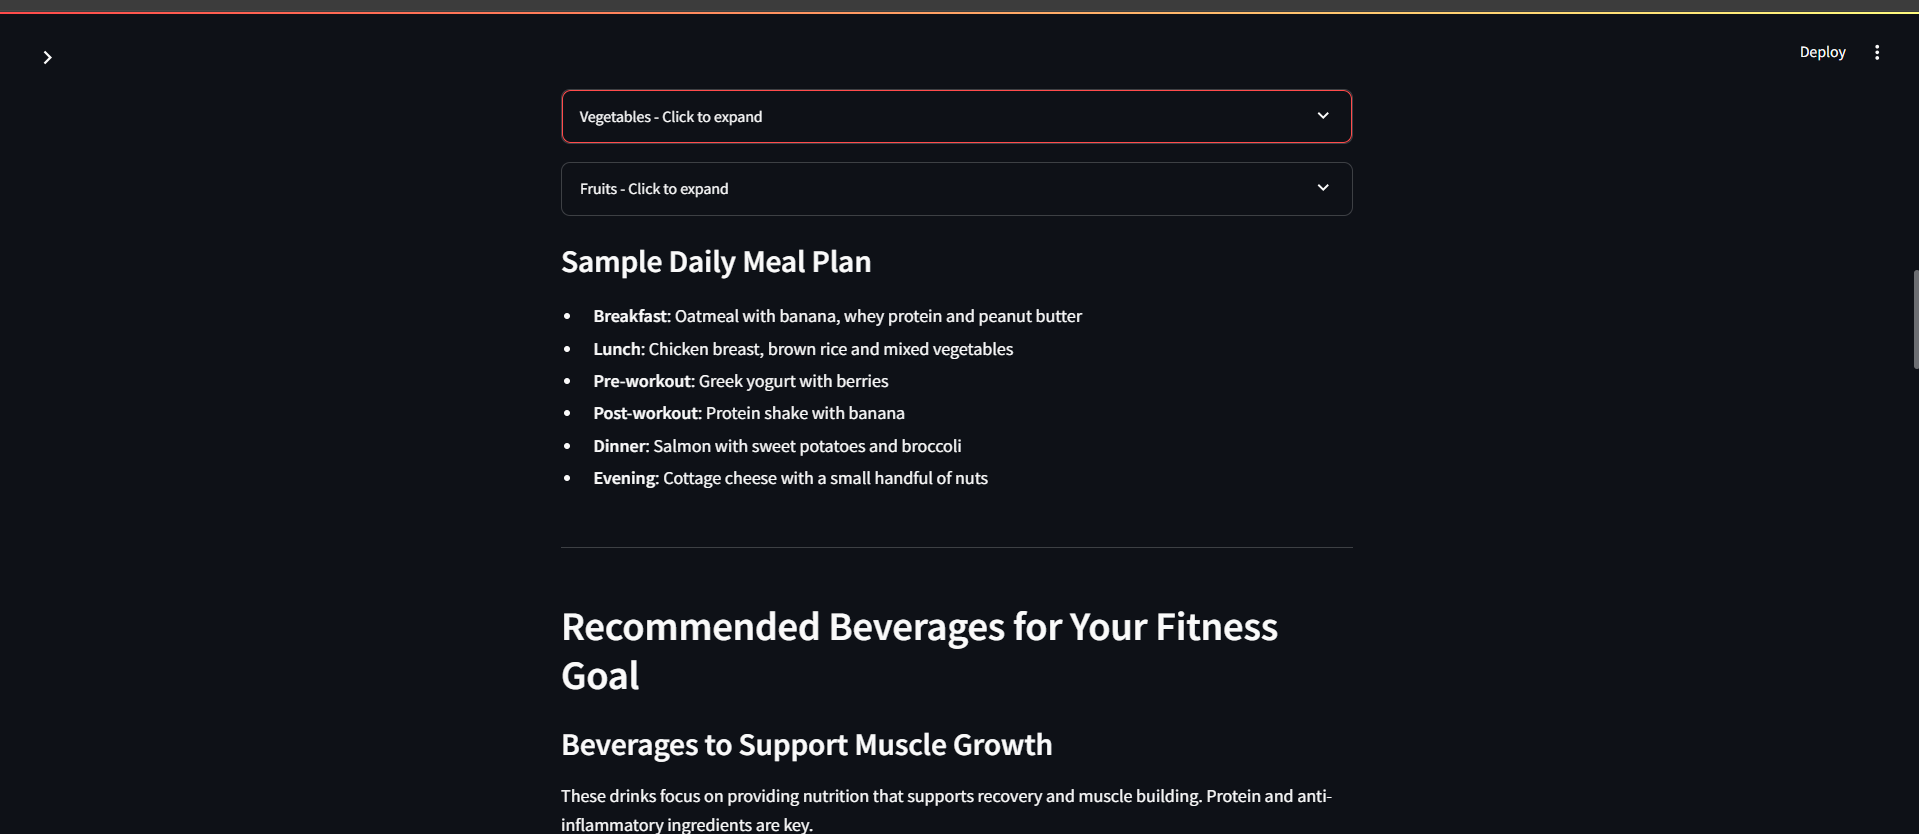 Deploy
Vegetables - Click to expand
Fruits - Click to expand
Sample Daily Meal Plan
• Breakfast: Oatmeal with banana, whey protein and peanut butter
• Lunch: Chicken breast, brown rice and mixed vegetables
• Pre-workout: Greek yogurt with berries
• Post-workout: Protein shake with banana
• Dinner: Salmon with sweet potatoes and broccoli
• Evening: Cottage cheese with a small handful of nuts
Recommended Beverages for Your Fitness
Goal
Beverages to Support Muscle Growth
These drinks focus on providing nutrition that supports recovery and muscle building. Protein and anti-
inflammatory ingredients are key.